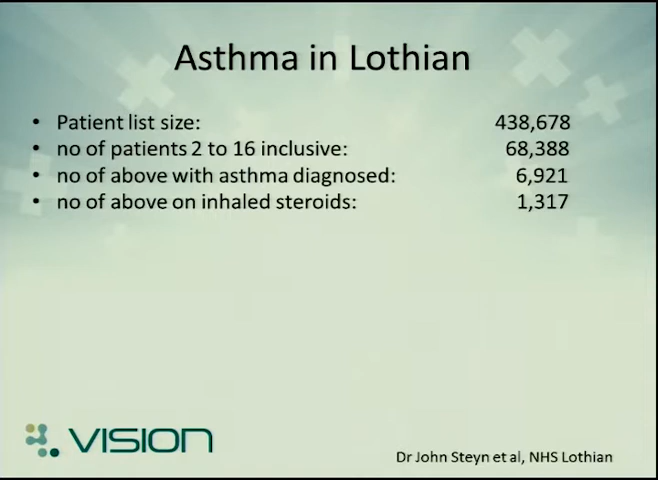 Asthma in Lothian
• Patient list size: 438,678
• no of patients 2 to 16 inclusive: 68,388
• no of above with asthma diagnosed: 6,921
• no of above on inhaled steroids: 1,317
VISION
Dr John Steyn et al, NHS Lothian